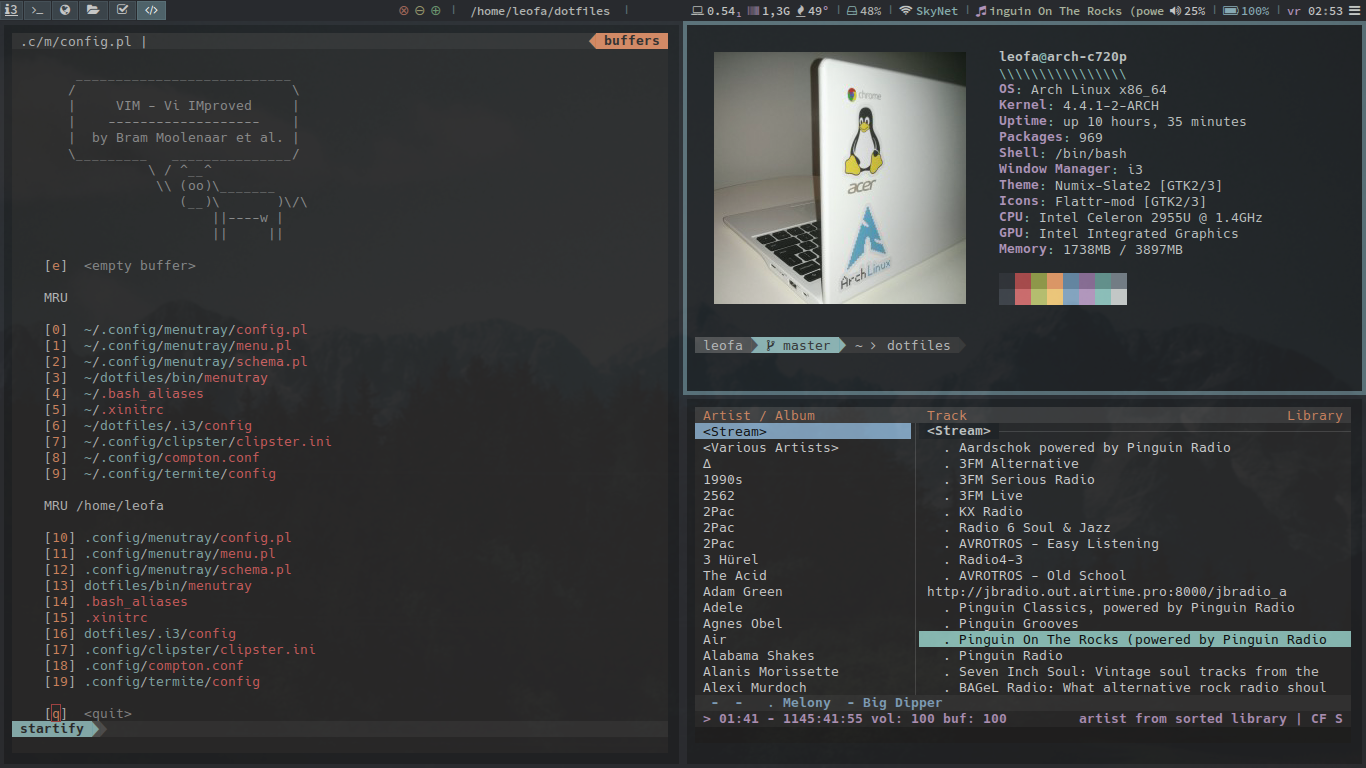 i3 >_ </> /home/leofa/dotfiles 0.54₁ 1,3G 49° 48% SkyNet inguin On The Rocks (powe 25% 100% vr 02:53
.c/m/config.pl | buffers
VIM - Vi IMproved
by Bram Moolenaar et al.
\ / ^__^
\\ (oo)\_______
(__)\ )\/\
||----w |
|| ||
[e] <empty buffer>
MRU
[0] ~/.config/menutray/config.pl
[1] ~/.config/menutray/menu.pl
[2] ~/.config/menutray/schema.pl
[3] ~/dotfiles/bin/menutray
[4] ~/.bash_aliases
[5] ~/.xinitrc
[6] ~/dotfiles/.i3/config
[7] ~/.config/clipster/clipster.ini
[8] ~/.config/compton.conf
[9] ~/.config/termite/config
MRU /home/leofa
[10] .config/menutray/config.pl
[11] .config/menutray/menu.pl
[12] .config/menutray/schema.pl
[13] dotfiles/bin/menutray
[14] .bash_aliases
[15] .xinitrc
[16] dotfiles/.i3/config
[17] .config/clipster/clipster.ini
[18] .config/compton.conf
[19] .config/termite/config
[q] <quit>
startify
chrome
acer
ArchLinux
leofa@arch-c720p
\\\\\\\\\\\\\\\\
OS: Arch Linux x86_64
Kernel: 4.4.1-2-ARCH
Uptime: up 10 hours, 35 minutes
Packages: 969
Shell: /bin/bash
Window Manager: i3
Theme: Numix-Slate2 [GTK2/3]
Icons: Flattr-mod [GTK2/3]
CPU: Intel Celeron 2955U @ 1.4GHz
GPU: Intel Integrated Graphics
Memory: 1738MB / 3897MB
leofa master ~ > dotfiles
Artist / Album
<Stream>
<Various Artists>
Δ
1990s
2562
2Pac
2Pac
2Pac
3 Hürel
The Acid
Adam Green
Adele
Agnes Obel
Air
Alabama Shakes
Alanis Morissette
Alexi Murdoch
Track Library
<Stream>
. Aardschok powered by Pinguin Radio
. 3FM Alternative
. 3FM Serious Radio
. 3FM Live
. KX Radio
. Radio 6 Soul & Jazz
. AVROTROS - Easy Listening
. Radio4-3
. AVROTROS - Old School
http://jbradio.out.airtime.pro:8000/jbradio_a
. Pinguin Classics, powered by Pinguin Radio
. Pinguin Grooves
. Pinguin On The Rocks (powered by Pinguin Radio
. Pinguin Radio
. Seven Inch Soul: Vintage soul tracks from the
. BAGeL Radio: What alternative rock radio shoul
- - . Melony - Big Dipper
> 01:41 - 1145:41:55 vol: 100 buf: 100 artist from sorted library | CF S